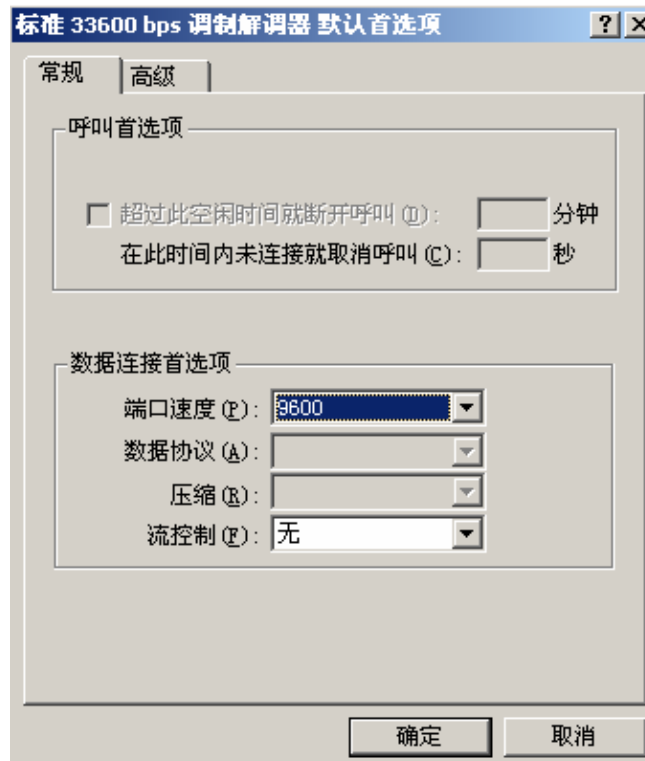 标准 33600 bps 调制解调器 默认首选项
常规
高级
呼叫首选项
超过此空闲时间就断开呼叫(D):
分钟
在此时间内未连接就取消呼叫(C):
秒
数据连接首选项
端口速度(P): 9600
数据协议(A):
压缩(R):
流控制(F): 无
确定
取消